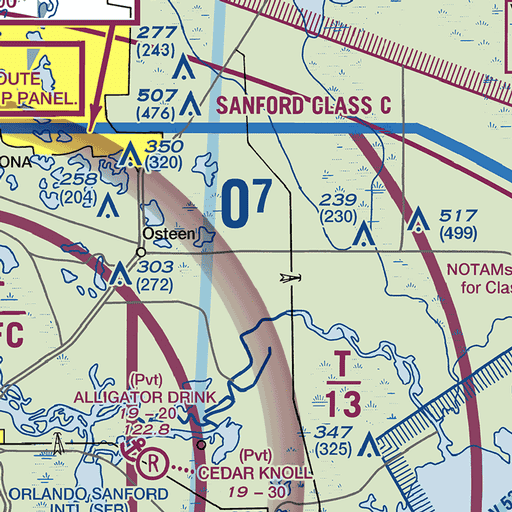 OUTE
P PANEL.
277
(243)
507
(476)
SANFORD CLASS C
ONA
350
(320)
258
(204)
0⁷
239
(230)
517
(499)
Osteen
303
(272)
NOTAMs
for Clas
FC
T
13
(Pvt)
ALLIGATOR DRINK
19 – 20
122.8
347
(325)
R
(Pvt)
CEDAR KNOLL
19 – 30
ORLANDO SANFORD
INTL (SFB)